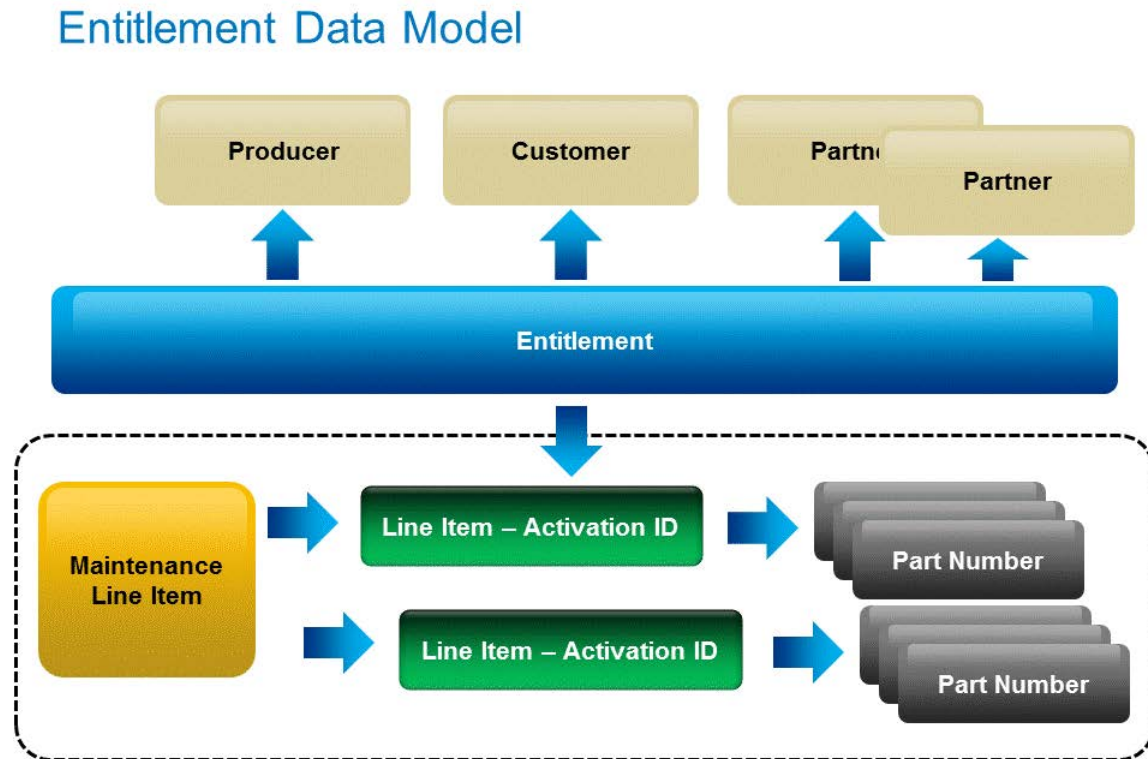 Entitlement Data Model
Producer
Customer
Partne
Partner
Entitlement
Maintenance
Line Item
Line Item – Activation ID
Part Number
Line Item – Activation ID
Part Number